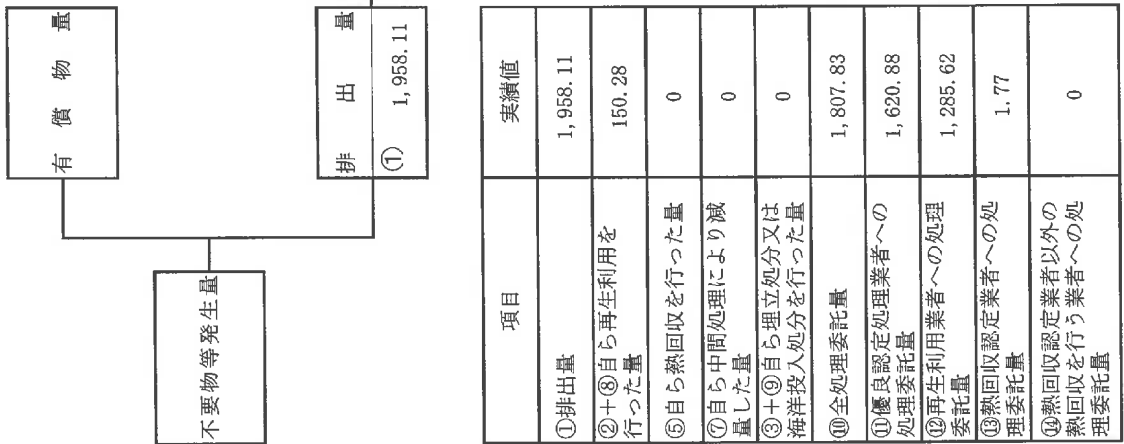 不要物等発生量
有償物量
排出量
① 1,958.11
項目 実績値
①排出量 1,958.11
②+⑧自ら再生利用を
行った量 150.28
⑤自ら熱回収を行った量 0
⑦自ら中間処理により減
量した量 0
③+⑨自ら埋立処分又は
海洋投入処分を行った量 0
⑩全処理委託量 1,807.83
⑪優良認定処理業者への
処理委託量 1,620.88
⑫再生利用業者への処理
委託量 1,285.62
⑬熱回収認定業者への処
理委託量 1.77
⑭熱回収認定業者以外の
熱回収を行う業者への処
理委託量 0